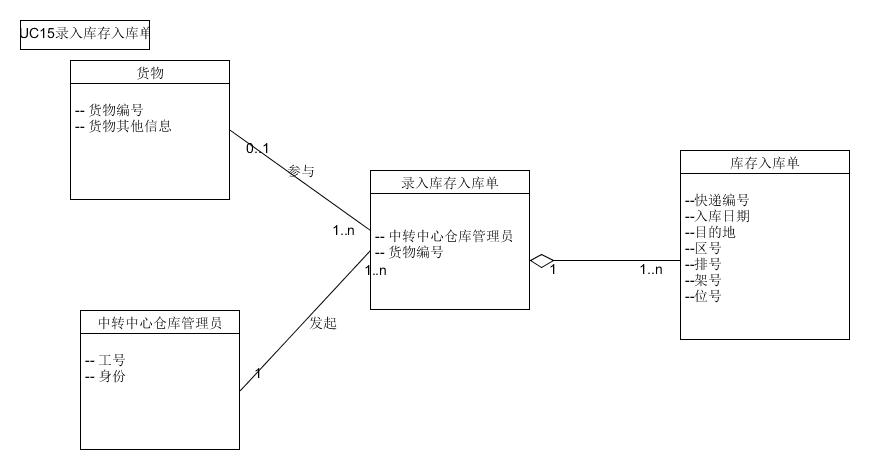 UC15录入库存入库单
货物
-- 货物编号
-- 货物其他信息
0..1
参与
1..n
录入库存入库单
-- 中转中心仓库管理员
-- 货物编号
1..n
发起
1
中转中心仓库管理员
-- 工号
-- 身份
1
1..n
库存入库单
--快递编号
--入库日期
--目的地
--区号
--排号
--架号
--位号